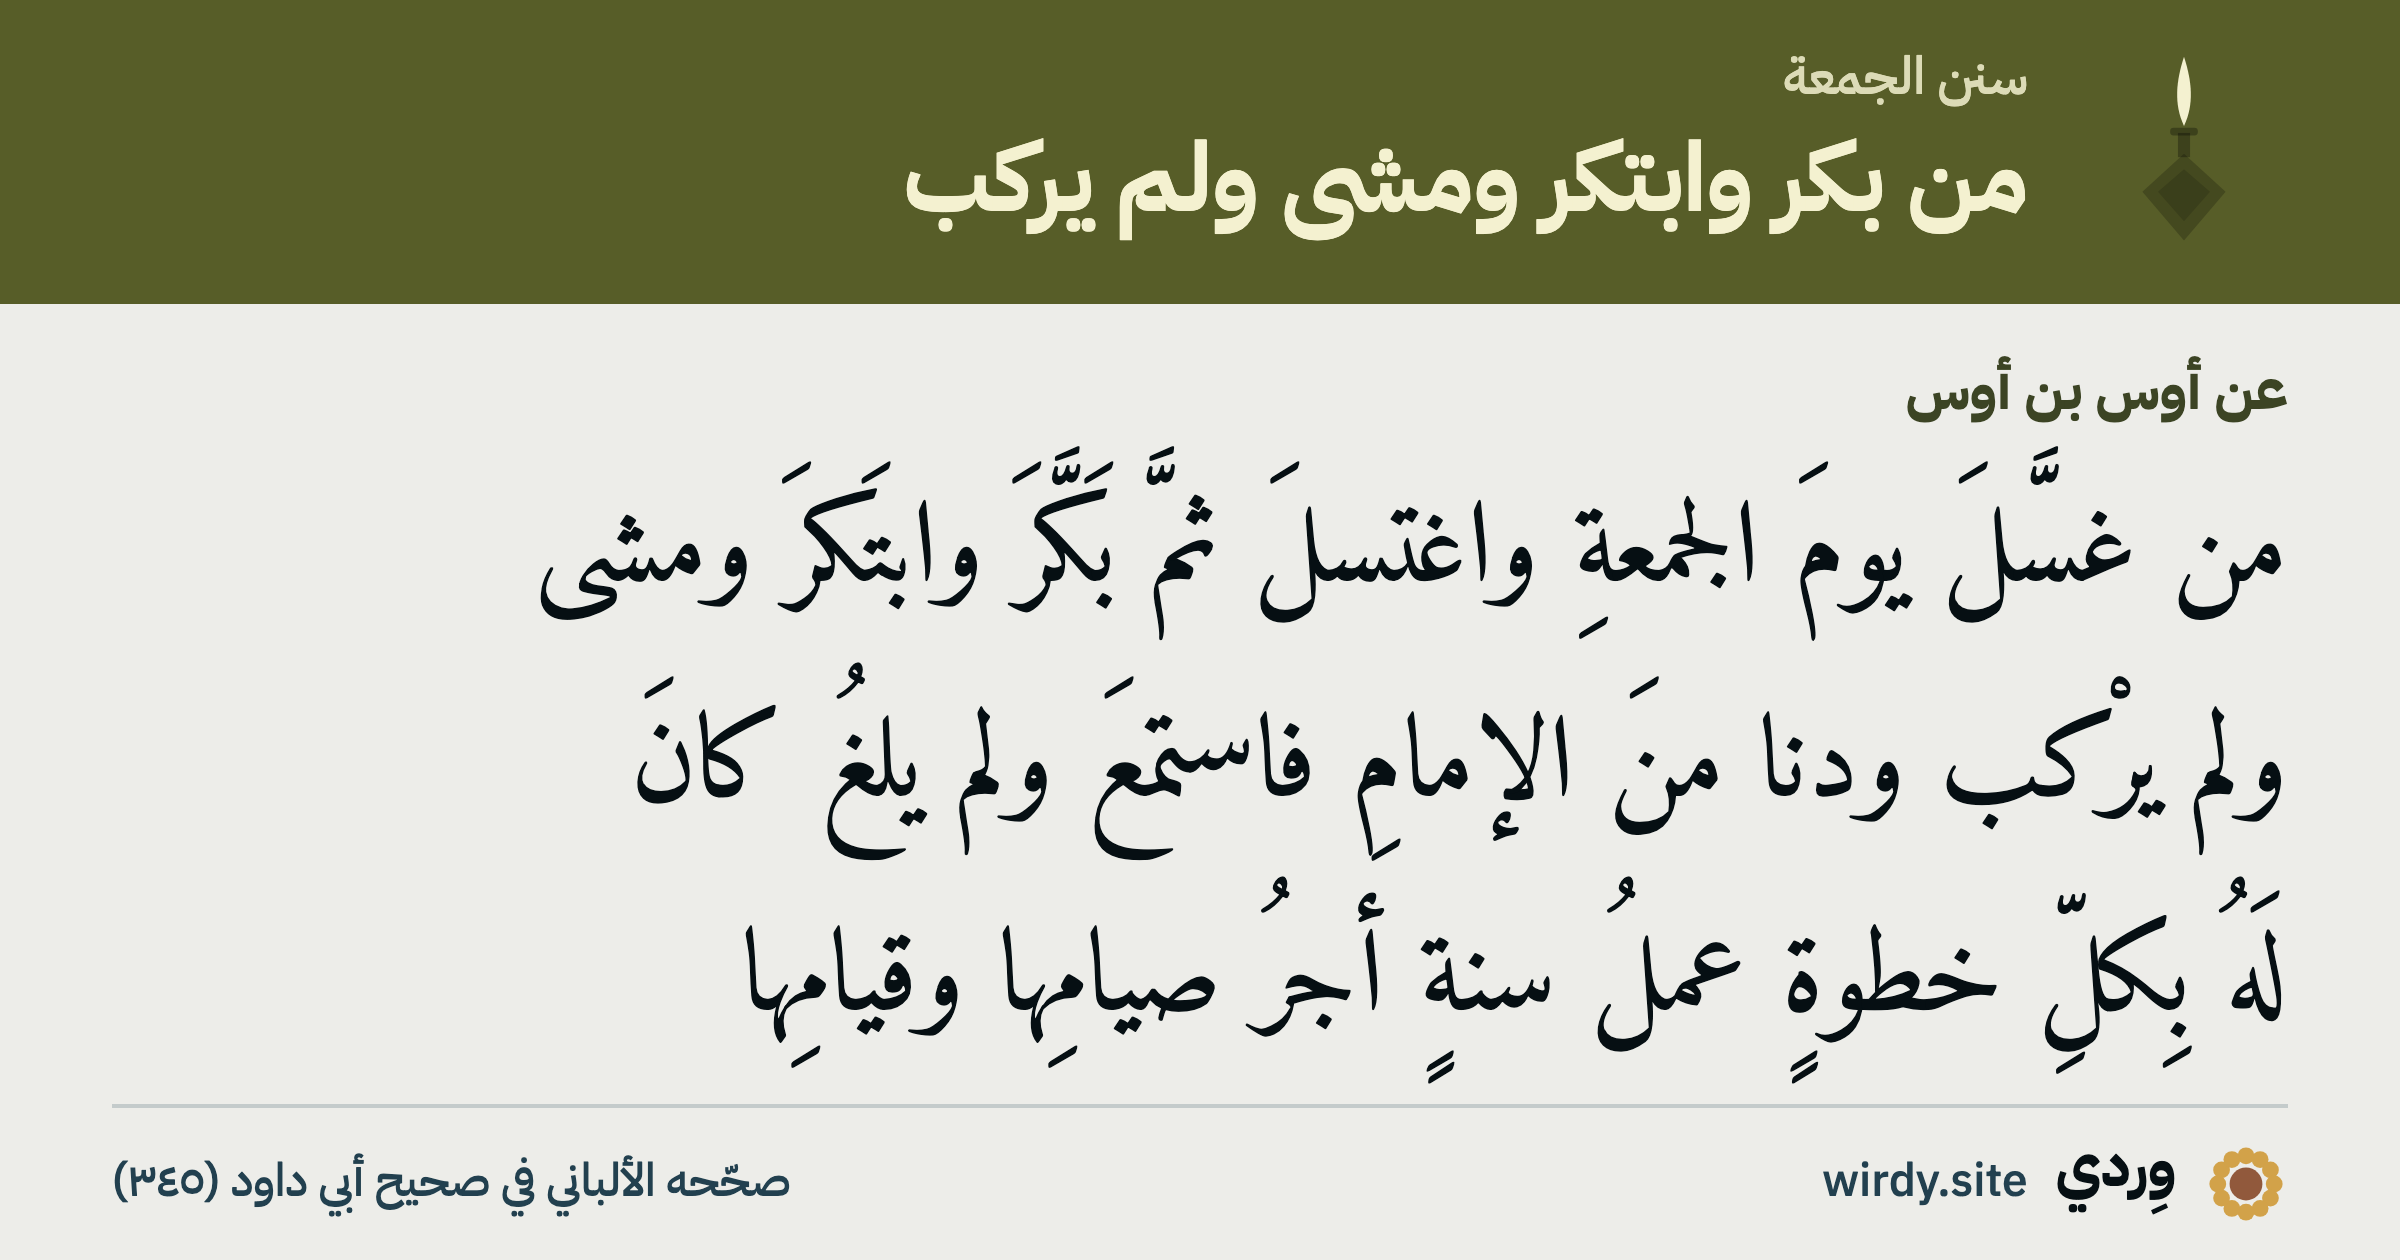 سنن الجمعة
من بكر وابتكر ومشى ولم يركب
عن أوس بن أوس
من غسَّلَ يومَ الجمعةِ واغتسلَ ثمَّ بَكَّرَ وابتَكرَ ومشى
ولم يرْكب ودنا منَ الإمامِ فاستمعَ ولم يلغُ كانَ
لَهُ بِكلِّ خطوةٍ عملُ سنةٍ أجرُ صيامِها وقيامِها
وِردي wirdy.site
صحّحه الألباني في صحيح أبي داود (٣٤٥)